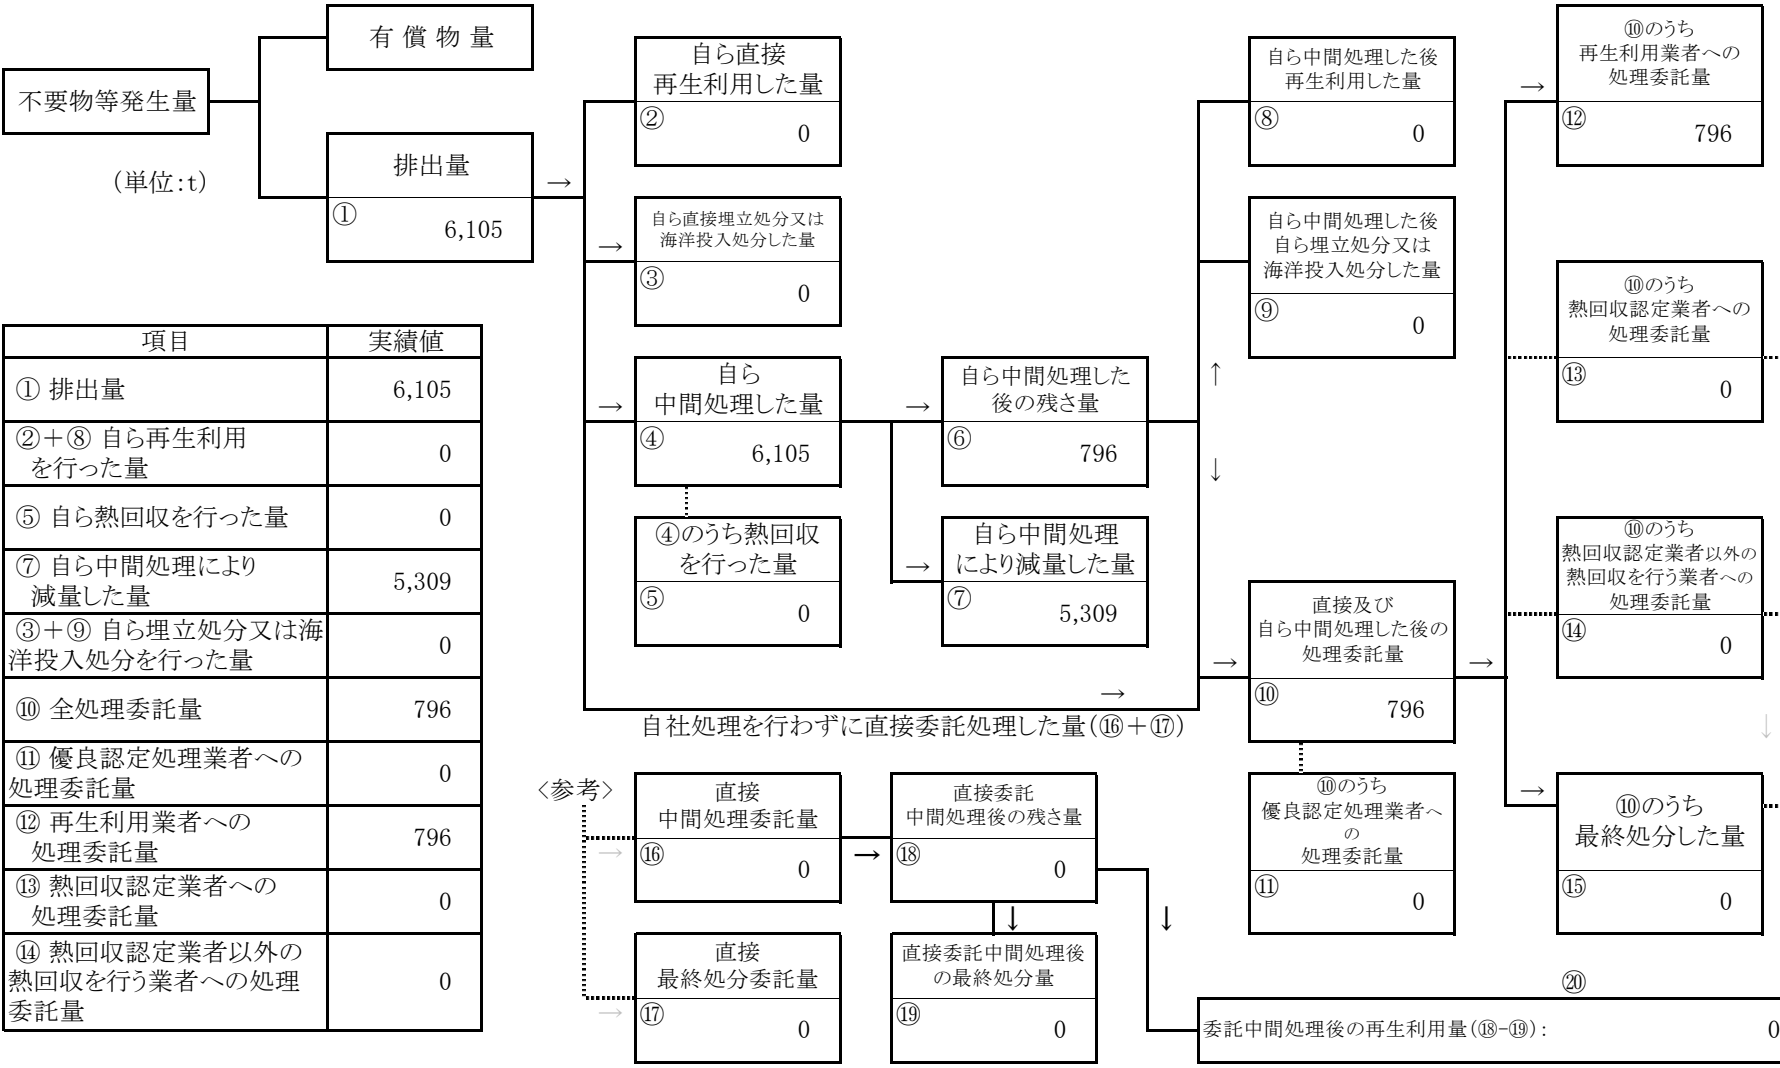 不要物等発生量
(単位:t)
有 償 物 量
排出量
① 6,105
→
自ら直接
再生利用した量
② 0
→
自ら直接埋立処分又は
海洋投入処分した量
③ 0
→
自ら
中間処理した量
④ 6,105
④のうち熱回収
を行った量
⑤ 0
→
自ら中間処理した
後の残さ量
⑥ 796
→
自ら中間処理
により減量した量
⑦ 5,309
自ら中間処理した後
再生利用した量
⑧ 0
自ら中間処理した後
自ら埋立処分又は
海洋投入処分した量
⑨ 0
↑
↓
→
直接及び
自ら中間処理した後の
処理委託量
⑩ 796
→
⑩のうち
優良認定処理業者へ
の
処理委託量
⑪ 0
→
⑩のうち
再生利用業者への
処理委託量
⑫ 796
⑩のうち
熱回収認定業者への
処理委託量
⑬ 0
⑩のうち
熱回収認定業者以外の
熱回収を行う業者への
処理委託量
⑭ 0
↓
→
⑩のうち
最終処分した量
⑮ 0
→
自社処理を行わずに直接委託処理した量(⑯+⑰)
<参考>
→
直接
中間処理委託量
⑯ 0
→
直接委託
中間処理後の残さ量
⑱ 0
↓
↓
→
直接
最終処分委託量
⑰ 0
直接委託中間処理後
の最終処分量
⑲ 0
⑳
委託中間処理後の再生利用量(⑱-⑲): 0
項目 実績値
① 排出量 6,105
②+⑧ 自ら再生利用
を行った量 0
⑤ 自ら熱回収を行った量 0
⑦ 自ら中間処理により
減量した量 5,309
③+⑨ 自ら埋立処分又は海
洋投入処分を行った量 0
⑩ 全処理委託量 796
⑪ 優良認定処理業者への
処理委託量 0
⑫ 再生利用業者への
処理委託量 796
⑬ 熱回収認定業者への
処理委託量 0
⑭ 熱回収認定業者以外の
熱回収を行う業者への処理 0
委託量